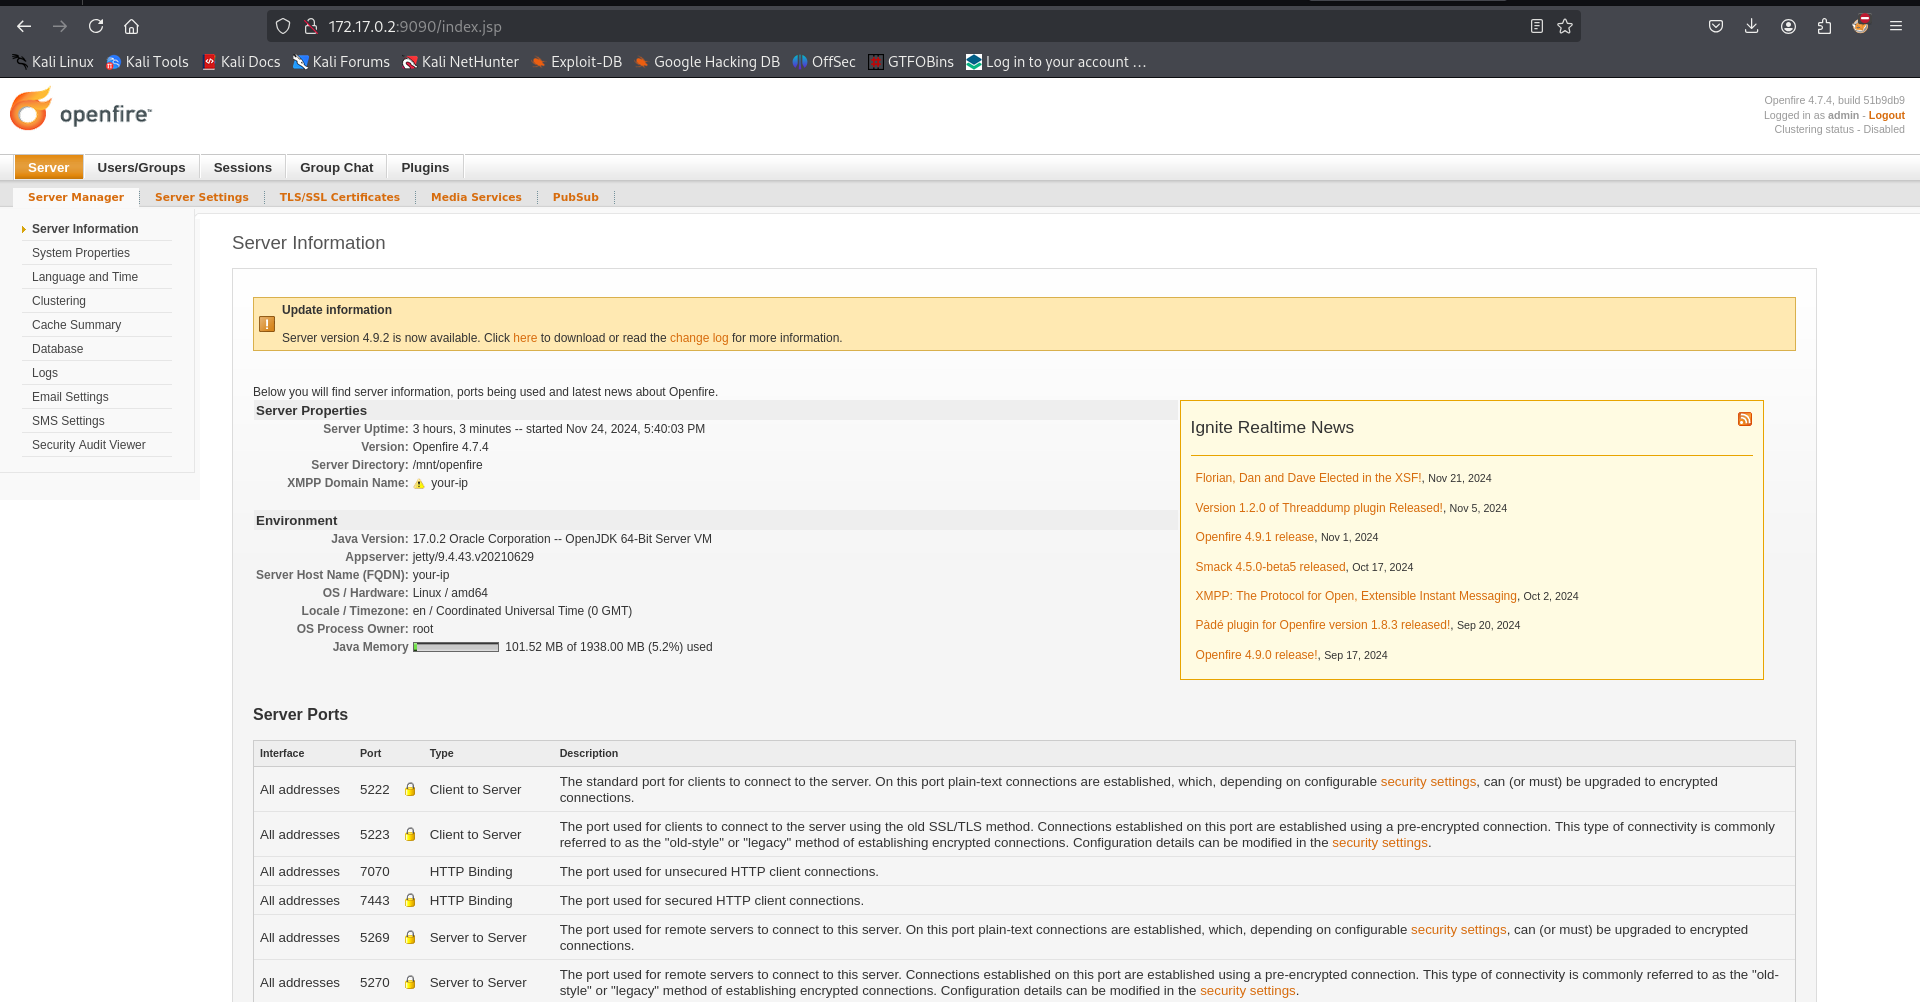 172.17.0.2:9090/index.jsp
Kali Linux Kali Tools Kali Docs Kali Forums Kali NetHunter Exploit-DB Google Hacking DB OffSec GTFOBins Log in to your account …
openfire™
Openfire 4.7.4, build 51b9db9
Logged in as admin - Logout
Clustering status - Disabled
Server Users/Groups Sessions Group Chat Plugins
Server Manager Server Settings TLS/SSL Certificates Media Services PubSub
Server Information
System Properties
Language and Time
Clustering
Cache Summary
Database
Logs
Email Settings
SMS Settings
Security Audit Viewer
Server Information
Update information
Server version 4.9.2 is now available. Click here to download or read the change log for more information.
Below you will find server information, ports being used and latest news about Openfire.
Server Properties
Server Uptime: 3 hours, 3 minutes -- started Nov 24, 2024, 5:40:03 PM
Version: Openfire 4.7.4
Server Directory: /mnt/openfire
XMPP Domain Name: your-ip
Environment
Java Version: 17.0.2 Oracle Corporation -- OpenJDK 64-Bit Server VM
Appserver: jetty/9.4.43.v20210629
Server Host Name (FQDN): your-ip
OS / Hardware: Linux / amd64
Locale / Timezone: en / Coordinated Universal Time (0 GMT)
OS Process Owner: root
Java Memory 101.52 MB of 1938.00 MB (5.2%) used
Ignite Realtime News
Florian, Dan and Dave Elected in the XSF!, Nov 21, 2024
Version 1.2.0 of Threaddump plugin Released!, Nov 5, 2024
Openfire 4.9.1 release, Nov 1, 2024
Smack 4.5.0-beta5 released, Oct 17, 2024
XMPP: The Protocol for Open, Extensible Instant Messaging, Oct 2, 2024
Pàdé plugin for Openfire version 1.8.3 released!, Sep 20, 2024
Openfire 4.9.0 release!, Sep 17, 2024
Server Ports
Interface Port Type Description
All addresses 5222 Client to Server The standard port for clients to connect to the server. On this port plain-text connections are established, which, depending on configurable security settings, can (or must) be upgraded to encrypted
connections.
All addresses 5223 Client to Server The port used for clients to connect to the server using the old SSL/TLS method. Connections established on this port are established using a pre-encrypted connection. This type of connectivity is commonly
referred to as the "old-style" or "legacy" method of establishing encrypted connections. Configuration details can be modified in the security settings.
All addresses 7070 HTTP Binding The port used for unsecured HTTP client connections.
All addresses 7443 HTTP Binding The port used for secured HTTP client connections.
All addresses 5269 Server to Server The port used for remote servers to connect to this server. On this port plain-text connections are established, which, depending on configurable security settings, can (or must) be upgraded to encrypted
connections.
All addresses 5270 Server to Server The port used for remote servers to connect to this server. Connections established on this port are established using a pre-encrypted connection. This type of connectivity is commonly referred to as the "old-
style" or "legacy" method of establishing encrypted connections. Configuration details can be modified in the security settings.